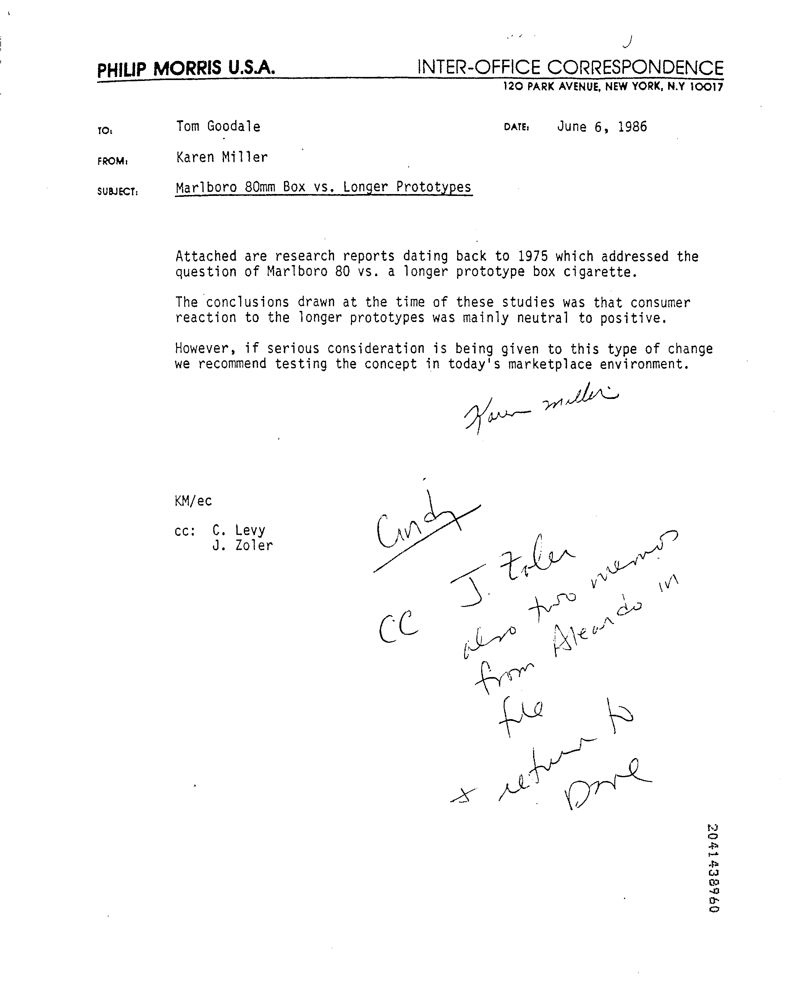 PHILIP MORRIS U.S.A. INTER-OFFICE CORRESPONDENCE
120 PARK AVENUE, NEW YORK, N.Y 10017
TO: Tom Goodale DATE: June 6, 1986
FROM: Karen Miller
SUBJECT: Marlboro 80mm Box vs. Longer Prototypes
Attached are research reports dating back to 1975 which addressed the
question of Marlboro 80 vs. a longer prototype box cigarette.
The conclusions drawn at the time of these studies was that consumer
reaction to the longer prototypes was mainly neutral to positive.
However, if serious consideration is being given to this type of change
we recommend testing the concept in today's marketplace environment.
Karen Miller
KM/ec
cc: C. Levy
J. Zoler
Cindy
CC J. Zoler
also two memos
from Aleardo in
file
+ return to
Dave
2041438960